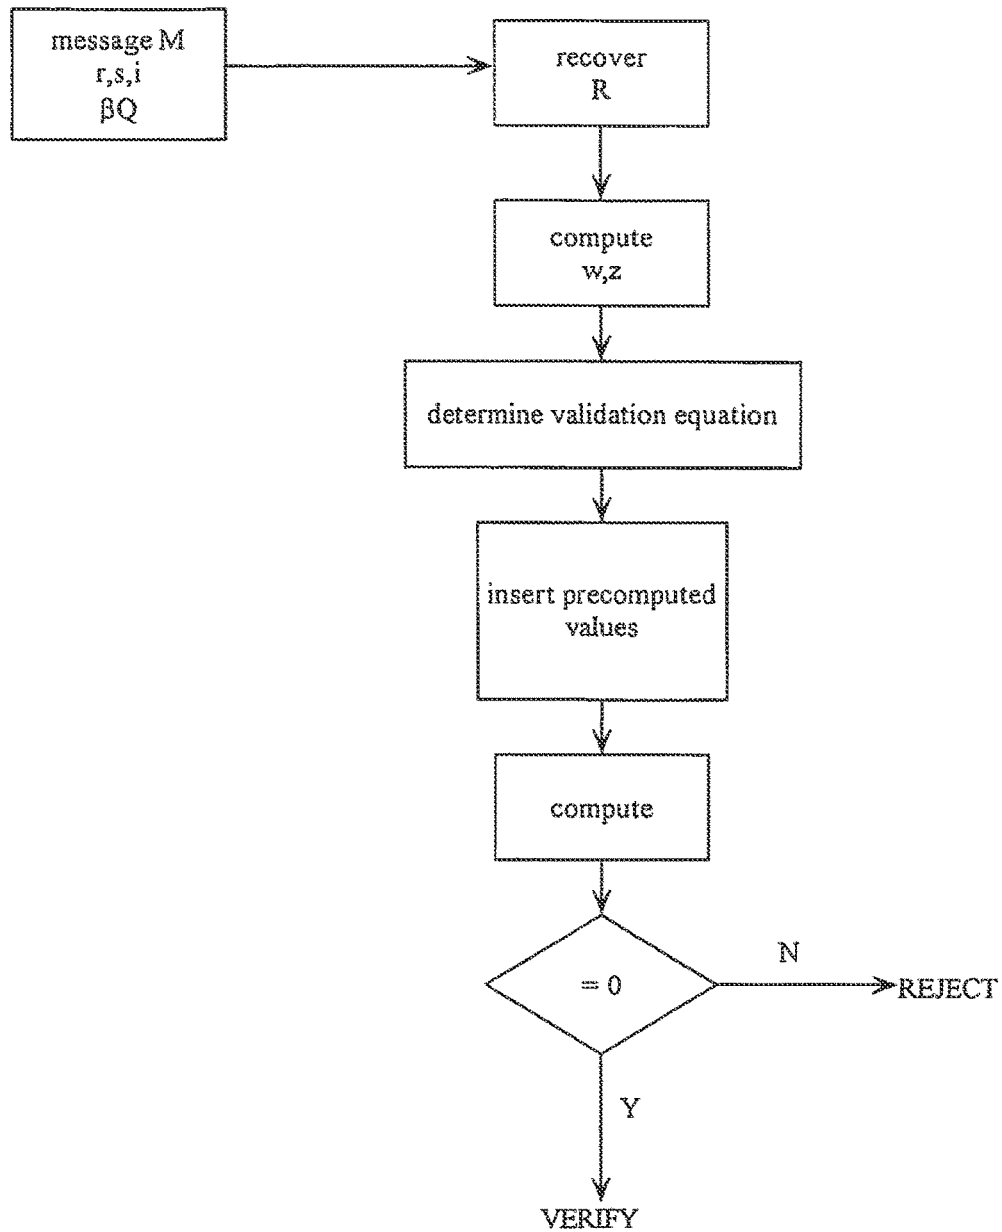 message M
r,s,i
βQ
recover
R
compute
w,z
determine validation equation
insert precomputed
values
compute
= 0
N
REJECT
Y
VERIFY